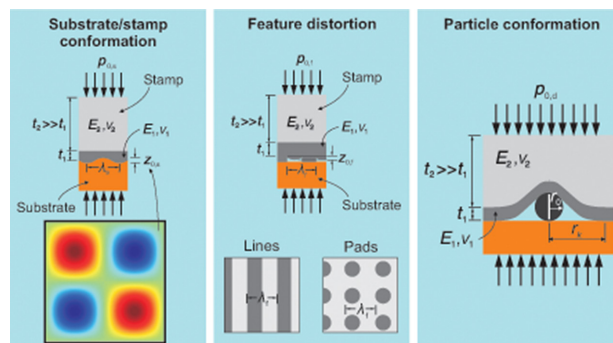 Substrate/stamp
conformation
p0,s
Stamp
E2,ν2
t2>>t1
E1,ν1
t1
z0,s
λs
Substrate
Feature distortion
p0,f
Stamp
E2,ν2
t2>>t1
E1,ν1
t1
z0,f
λf
Substrate
Lines
λf
Pads
λf
Particle conformation
p0,d
E2,ν2
t2>>t1
r0
t1
E1,ν1
rs